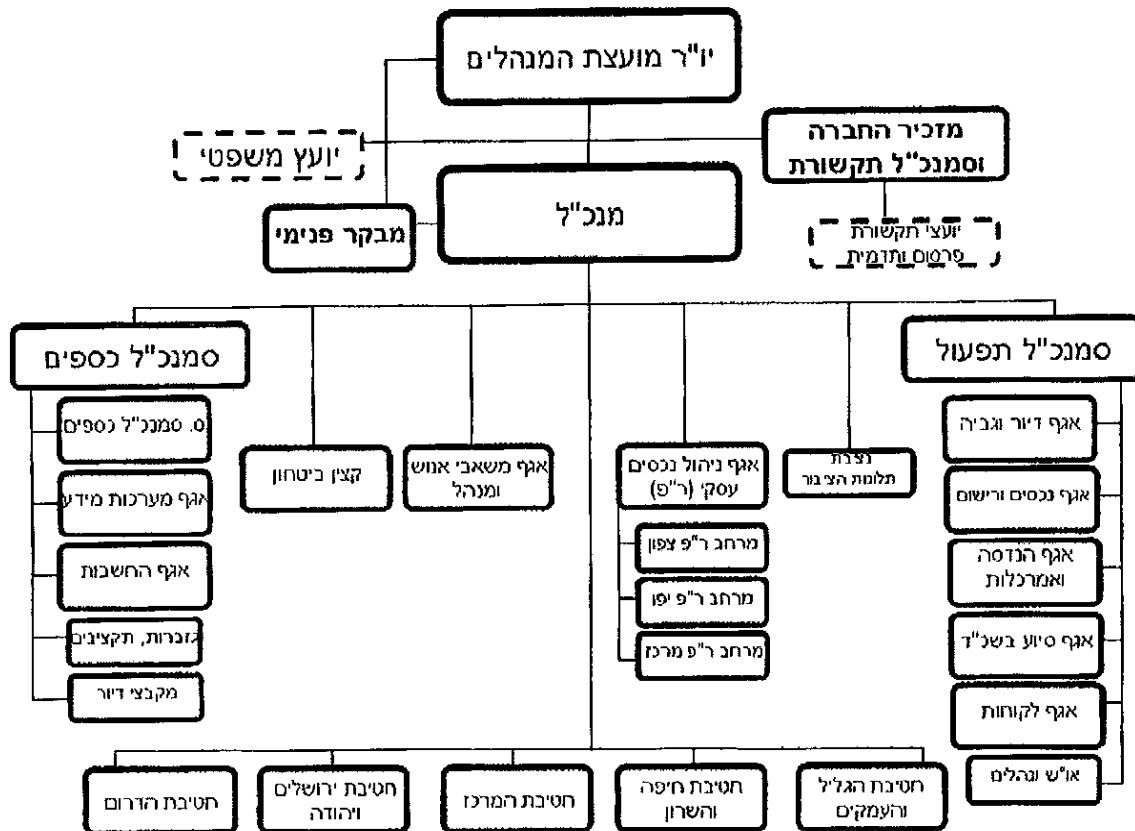 יו"ר מועצת המנהלים
מזכיר החברה
וסמנכ"ל תקשורת
יועץ משפטי
מנכ"ל
מבקר פנימי
יועצי תקשורת
פרסום ותדמית
סמנכ"ל תפעול
אגף דיור וגביה
אגף נכסים ורישום
אגף הנדסה
ואמרכלות
אגף סיוע בשכ"ד
אגף לקוחות
או"ש ונהלים
נציבת
תלונות הציבור
אגף ניהול נכסים
עסקי (ר"פ)
מרחב ר"פ צפון
מרחב ר"פ יפו
מרחב ר"פ מרכז
אגף משאבי אנוש
ומנהל
קצין ביטחון
סמנכ"ל כספים
ס. סמנכ"ל כספים
אגף מערכות מידע
אגף החשבות
גזברות, תקציבים
מקבצי דיור
חטיבת הגליל
והעמקים
חטיבת חיפה
והשרון
חטיבת המרכז
חטיבת ירושלים
ויהודה
חטיבת הדרום